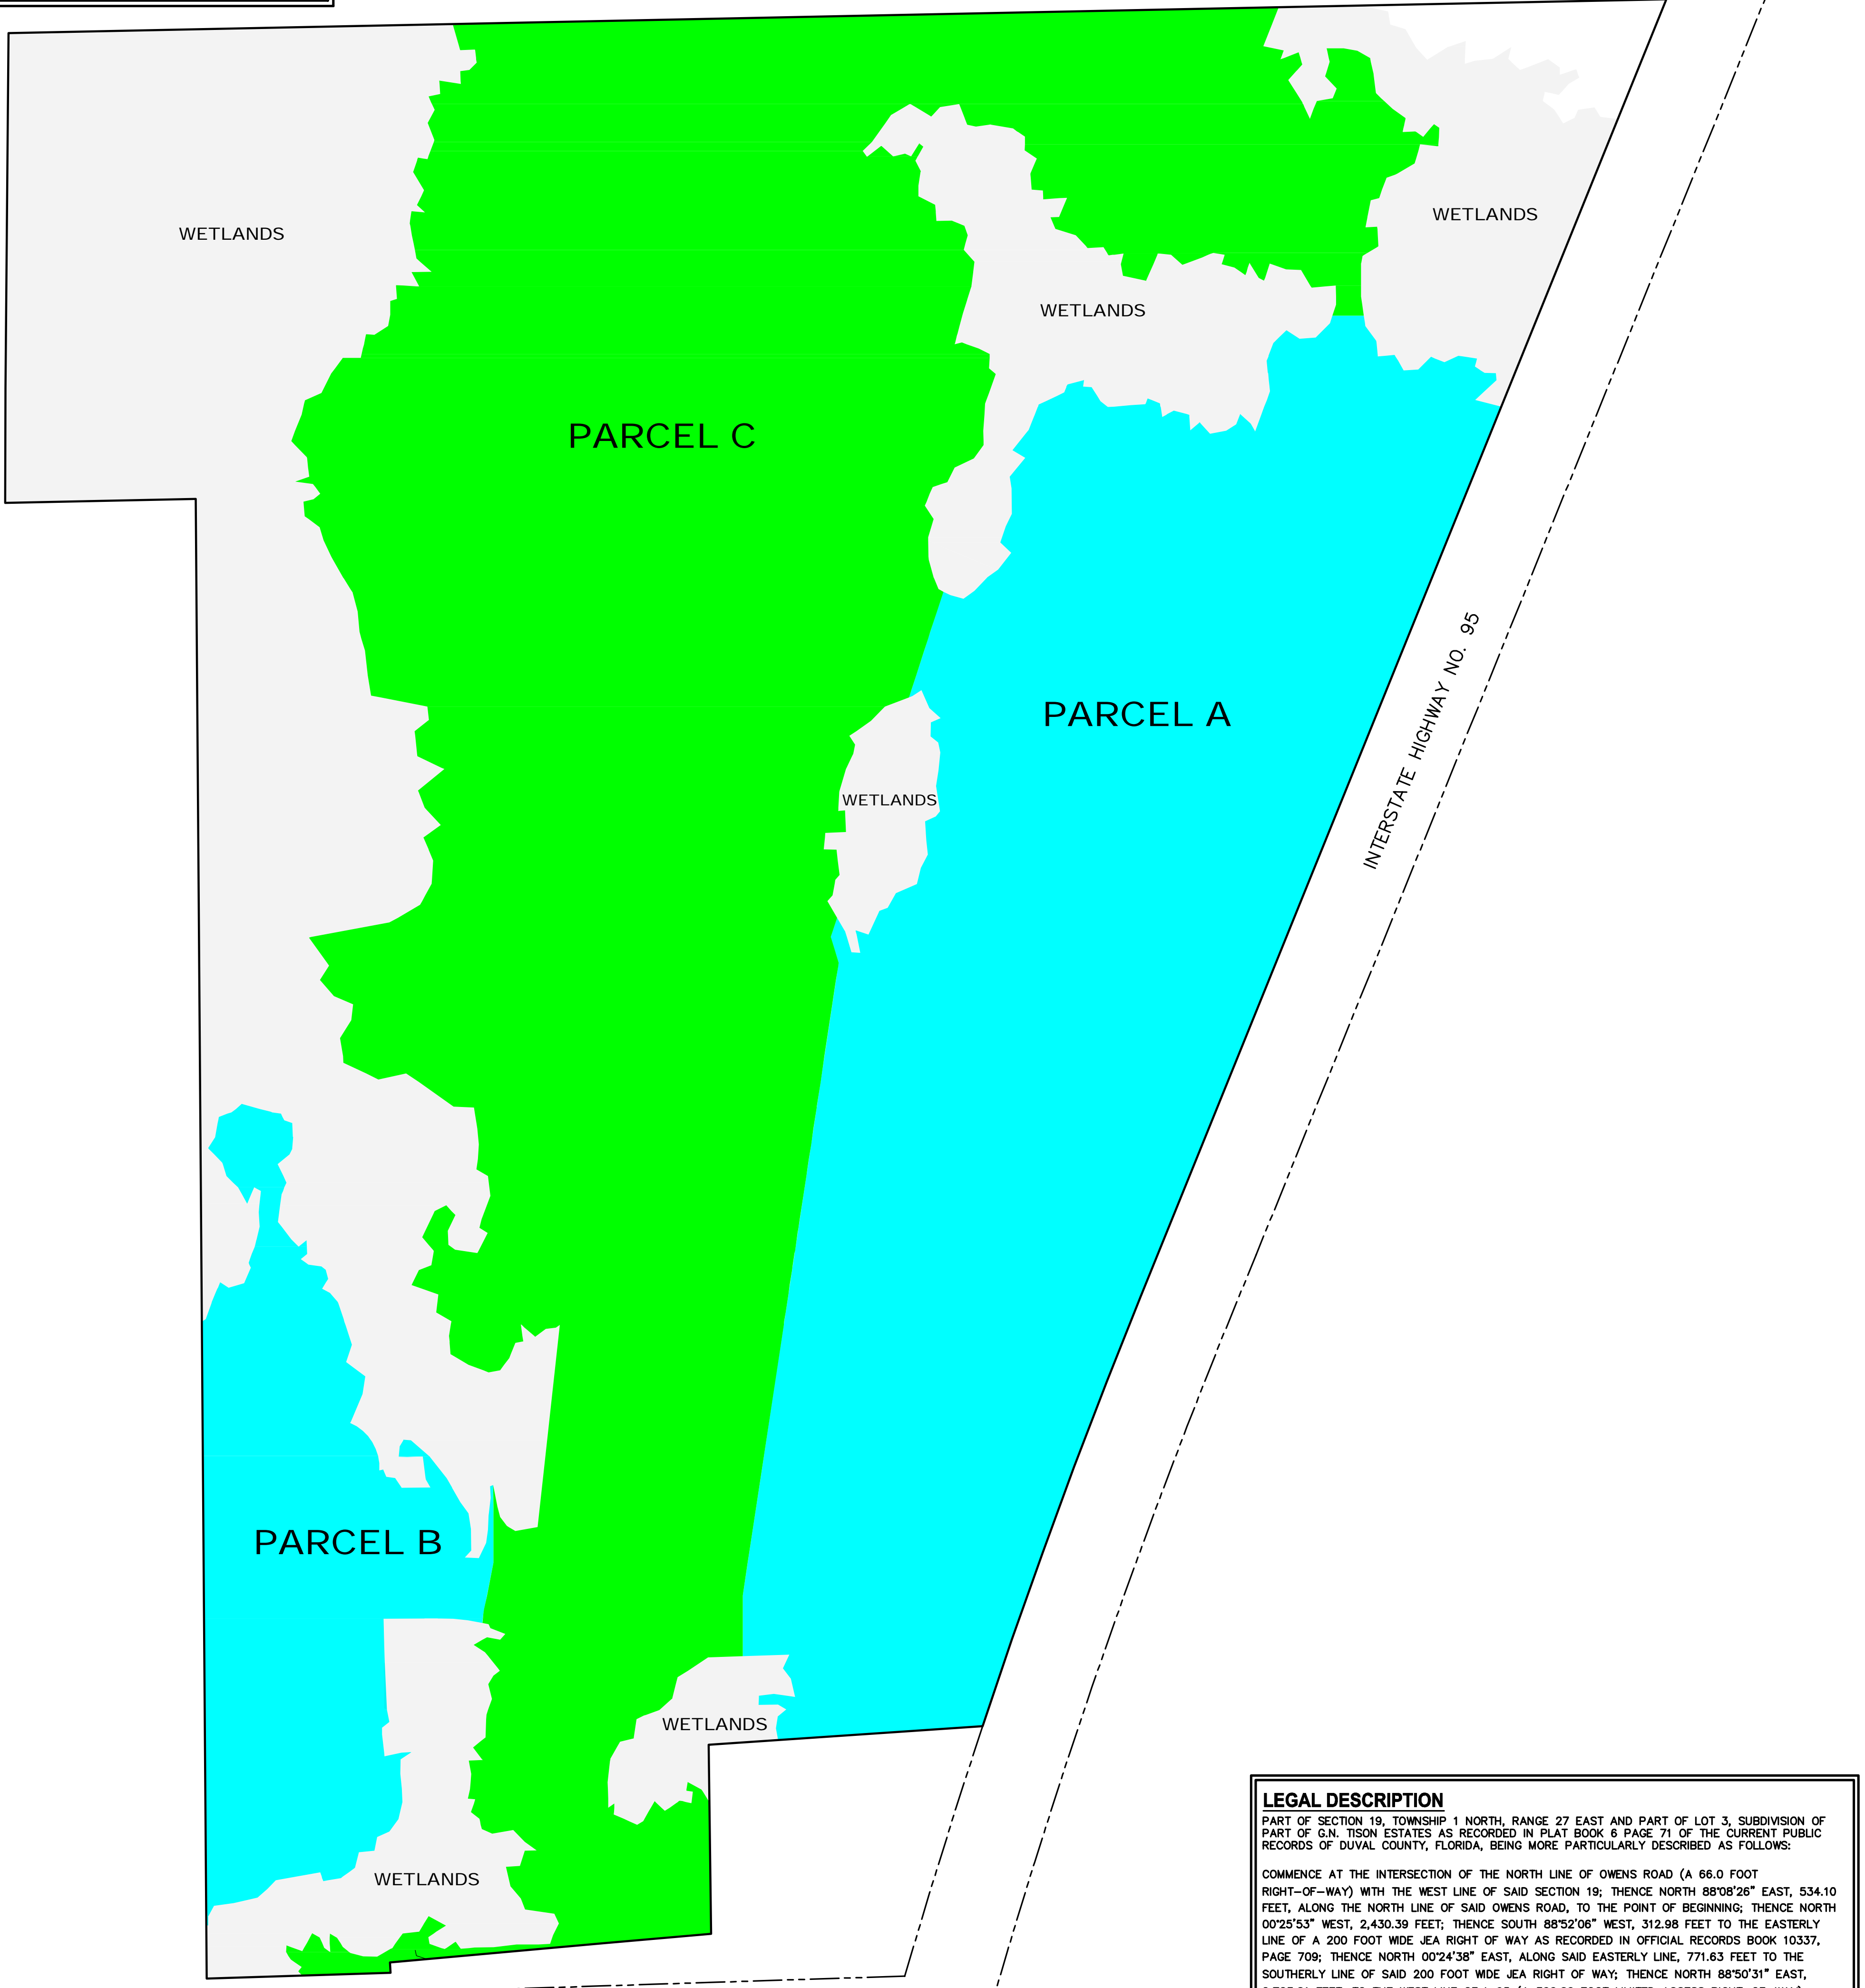 WETLANDS
WETLANDS
WETLANDS
PARCEL C
INTERSTATE HIGHWAY NO. 95
PARCEL A
WETLANDS
PARCEL B
WETLANDS
WETLANDS
LEGAL DESCRIPTION
PART OF SECTION 19, TOWNSHIP 1 NORTH, RANGE 27 EAST AND PART OF LOT 3, SUBDIVISION OF
PART OF G.N. TISON ESTATES AS RECORDED IN PLAT BOOK 6 PAGE 71 OF THE CURRENT PUBLIC
RECORDS OF DUVAL COUNTY, FLORIDA, BEING MORE PARTICULARLY DESCRIBED AS FOLLOWS:
COMMENCE AT THE INTERSECTION OF THE NORTH LINE OF OWENS ROAD (A 66.0 FOOT
RIGHT-OF-WAY) WITH THE WEST LINE OF SAID SECTION 19; THENCE NORTH 88°08'26" EAST, 534.10
FEET, ALONG THE NORTH LINE OF SAID OWENS ROAD, TO THE POINT OF BEGINNING; THENCE NORTH
00°25'53" WEST, 2,430.39 FEET; THENCE SOUTH 88°52'06" WEST, 312.98 FEET TO THE EASTERLY
LINE OF A 200 FOOT WIDE JEA RIGHT OF WAY AS RECORDED IN OFFICIAL RECORDS BOOK 10337,
PAGE 709; THENCE NORTH 00°24'38" EAST, ALONG SAID EASTERLY LINE, 771.63 FEET TO THE
SOUTHERLY LINE OF SAID 200 FOOT WIDE JEA RIGHT OF WAY; THENCE NORTH 88°50'31" EAST,